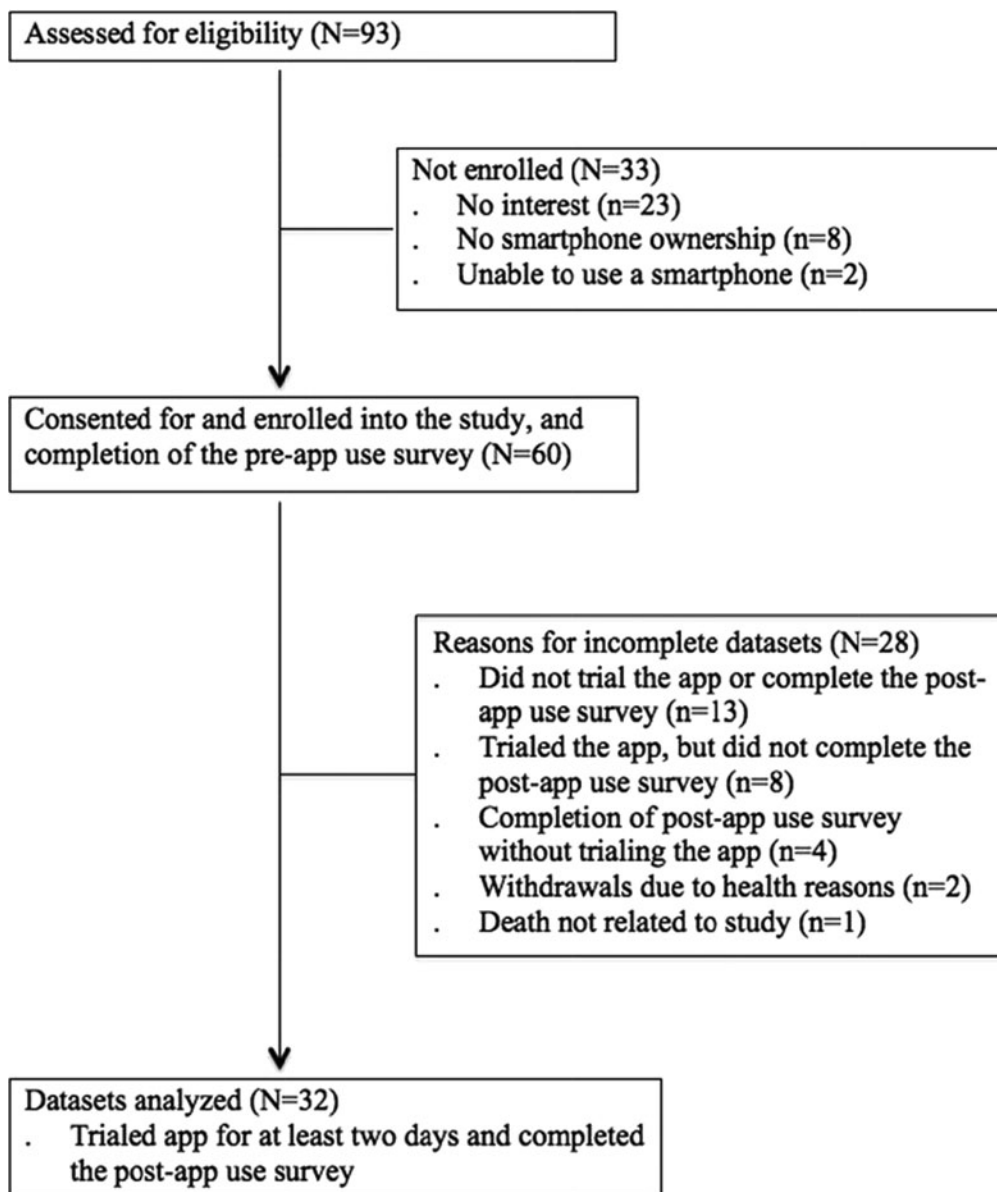 Assessed for eligibility (N=93)
Not enrolled (N=33)
. No interest (n=23)
. No smartphone ownership (n=8)
. Unable to use a smartphone (n=2)
Consented for and enrolled into the study, and
completion of the pre-app use survey (N=60)
Reasons for incomplete datasets (N=28)
. Did not trial the app or complete the post-
app use survey (n=13)
. Trialed the app, but did not complete the
post-app use survey (n=8)
. Completion of post-app use survey
without trialing the app (n=4)
. Withdrawals due to health reasons (n=2)
. Death not related to study (n=1)
Datasets analyzed (N=32)
. Trialed app for at least two days and completed
the post-app use survey